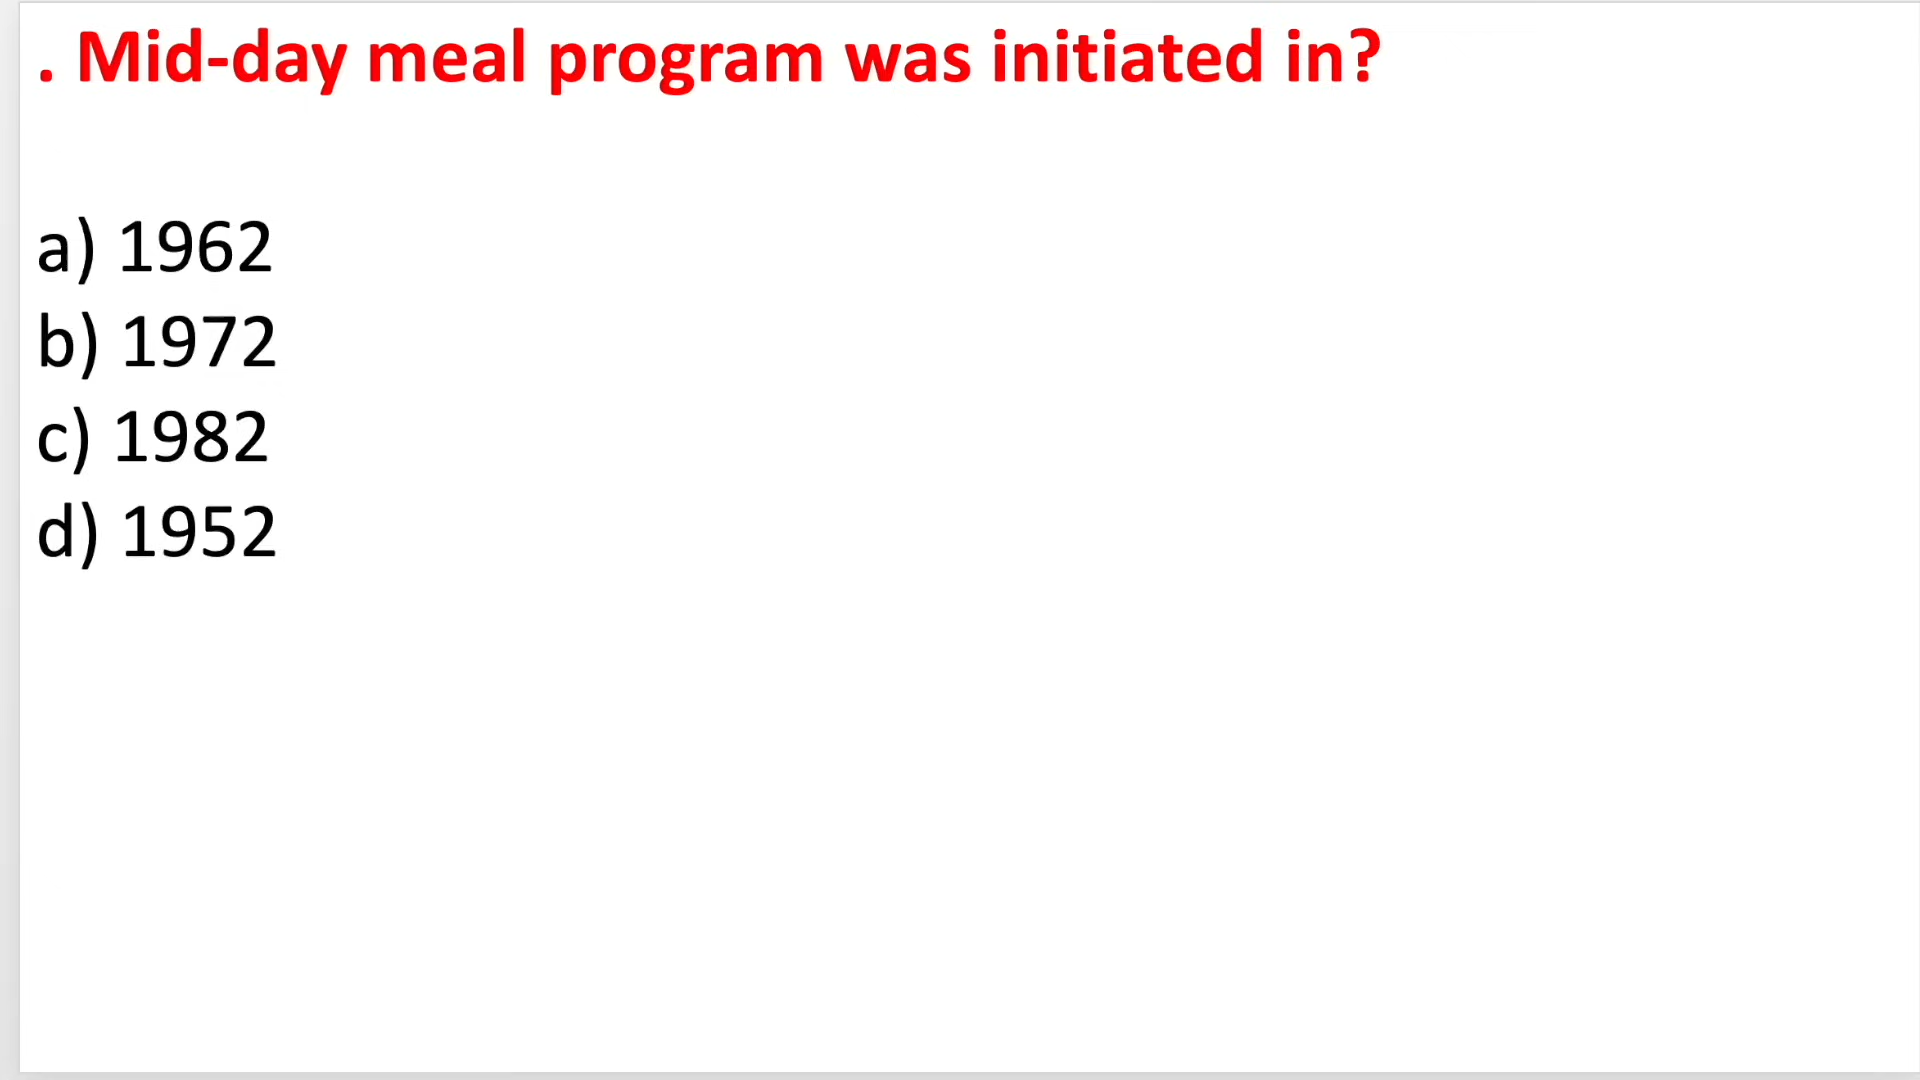 . Mid-day meal program was initiated in?
a) 1962
b) 1972
c) 1982
d) 1952